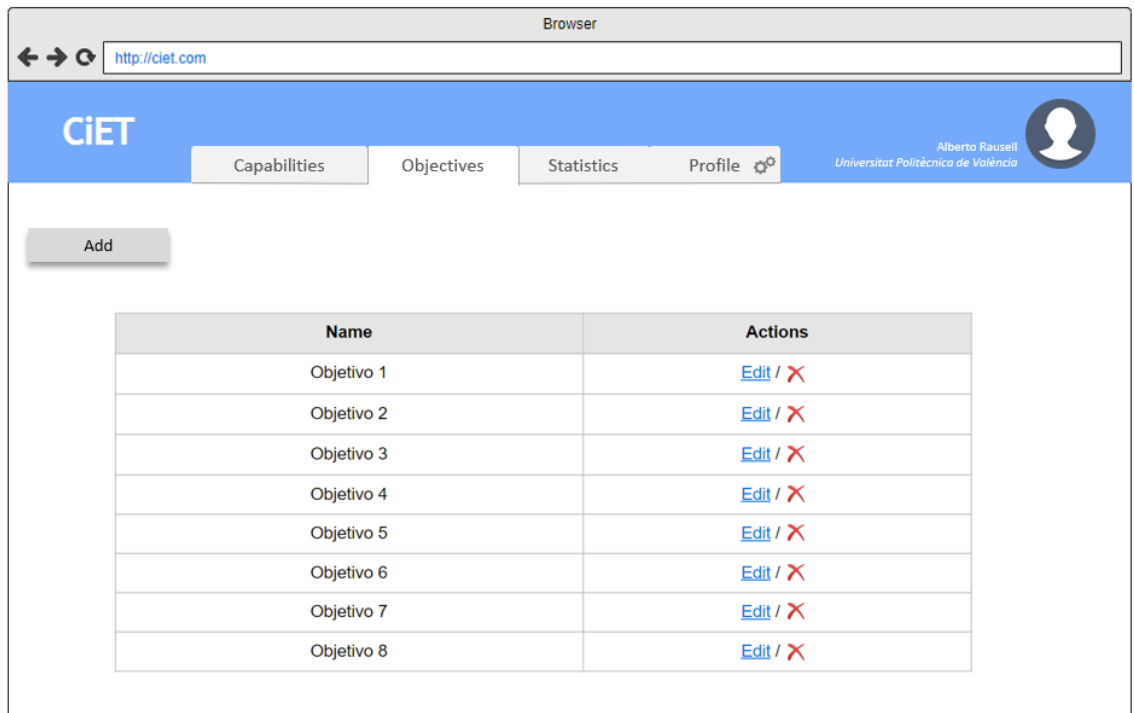 Browser
http://ciet.com
CiET
Capabilities Objectives Statistics Profile
Alberto Rausell
Universitat Politècnica de València
Add
Name Actions
Objetivo 1 Edit /
Objetivo 2 Edit /
Objetivo 3 Edit /
Objetivo 4 Edit /
Objetivo 5 Edit /
Objetivo 6 Edit /
Objetivo 7 Edit /
Objetivo 8 Edit /